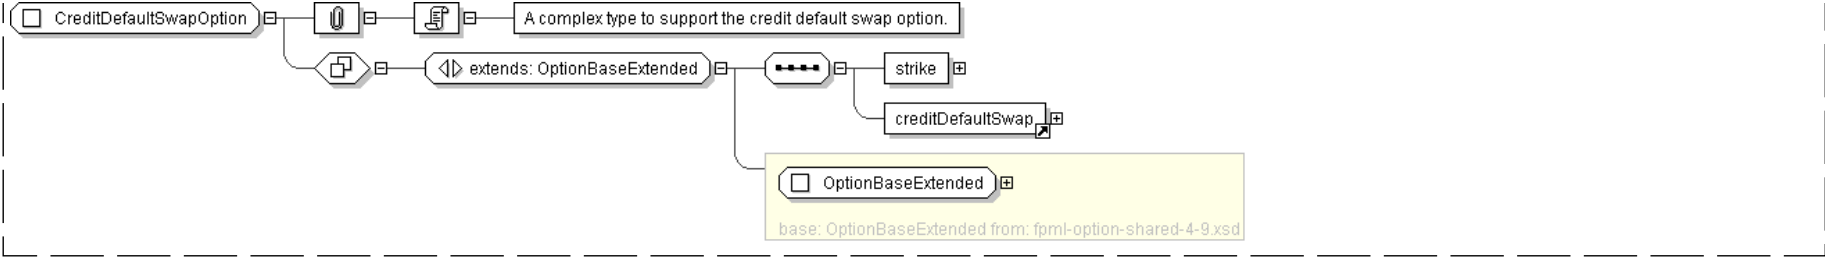 CreditDefaultSwapOption
A complex type to support the credit default swap option.
extends: OptionBaseExtended
strike
creditDefaultSwap
OptionBaseExtended
base: OptionBaseExtended from: fpml-option-shared-4-9.xsd